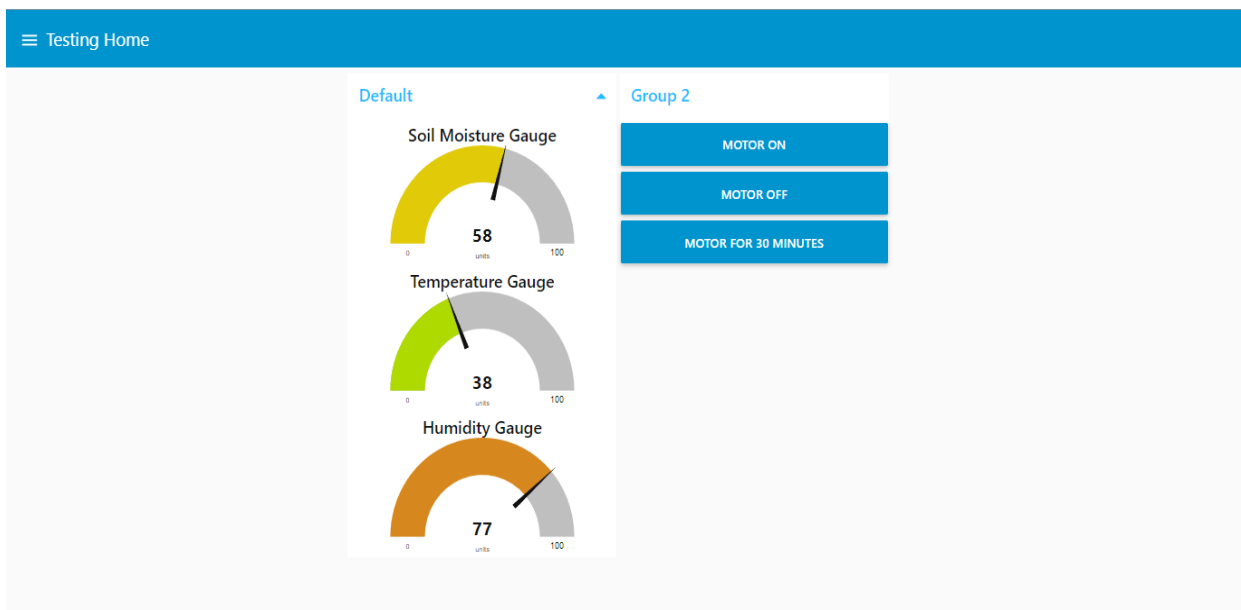 Testing Home
Default
Soil Moisture Gauge
58
0
units
100
Temperature Gauge
38
0
units
100
Humidity Gauge
77
0
units
100
Group 2
MOTOR ON
MOTOR OFF
MOTOR FOR 30 MINUTES